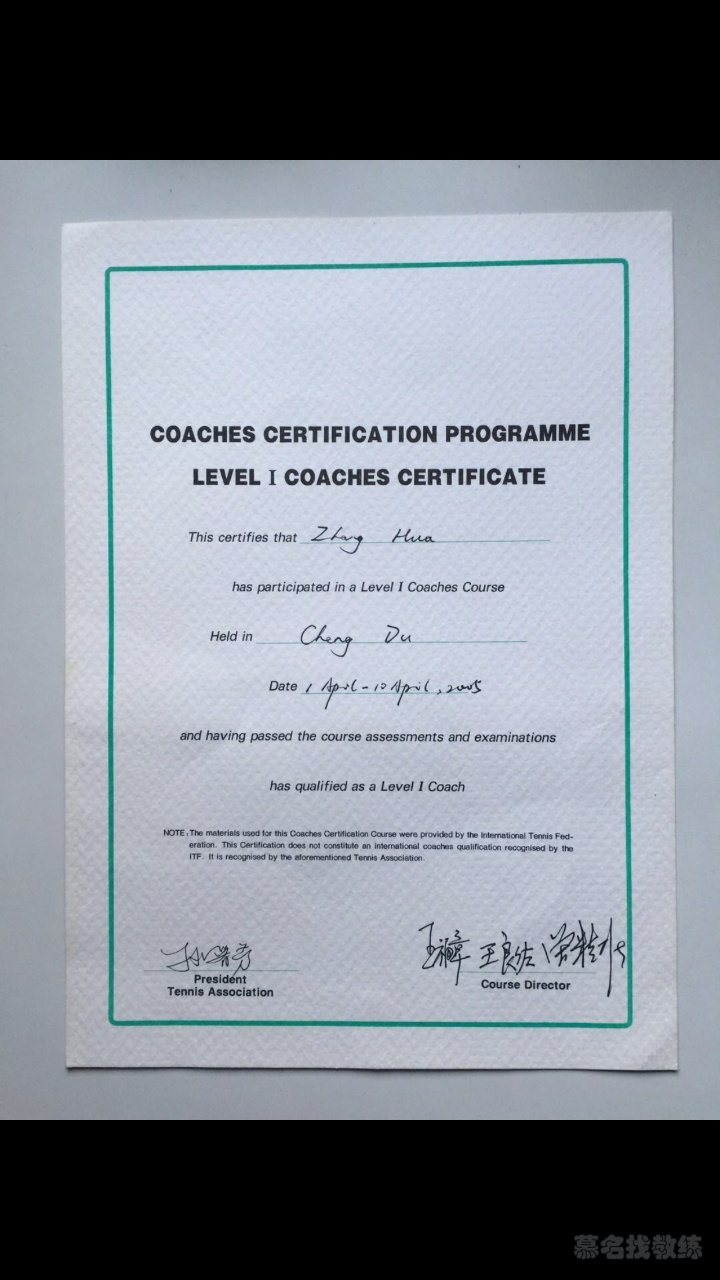 COACHES CERTIFICATION PROGRAMME
LEVEL I COACHES CERTIFICATE
This certifies that Zhang Hua
has participated in a Level I Coaches Course
Held in Cheng Du
Date 1 April - 10 April, 2005
and having passed the course assessments and examinations
has qualified as a Level I Coach
NOTE: The materials used for this Coaches Certification Course were provided by the International Tennis Fed-
eration. This Certification does not constitute an international coaches qualification recognised by the
ITF. It is recognised by the aforementioned Tennis Association.
孙晋芳
President
Tennis Association
王良佐
Course Director
慕名找教练